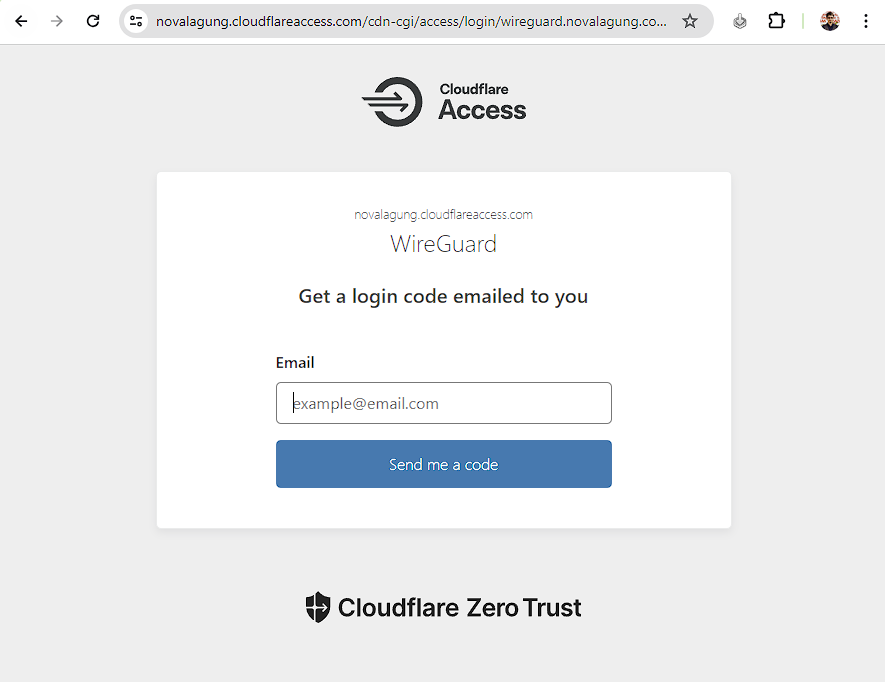 novalagung.cloudflareaccess.com/cdn-cgi/access/login/wireguard.novalagung.co...
Cloudflare
Access
novalagung.cloudflareaccess.com
WireGuard
Get a login code emailed to you
Email
example@email.com
Send me a code
Cloudflare Zero Trust